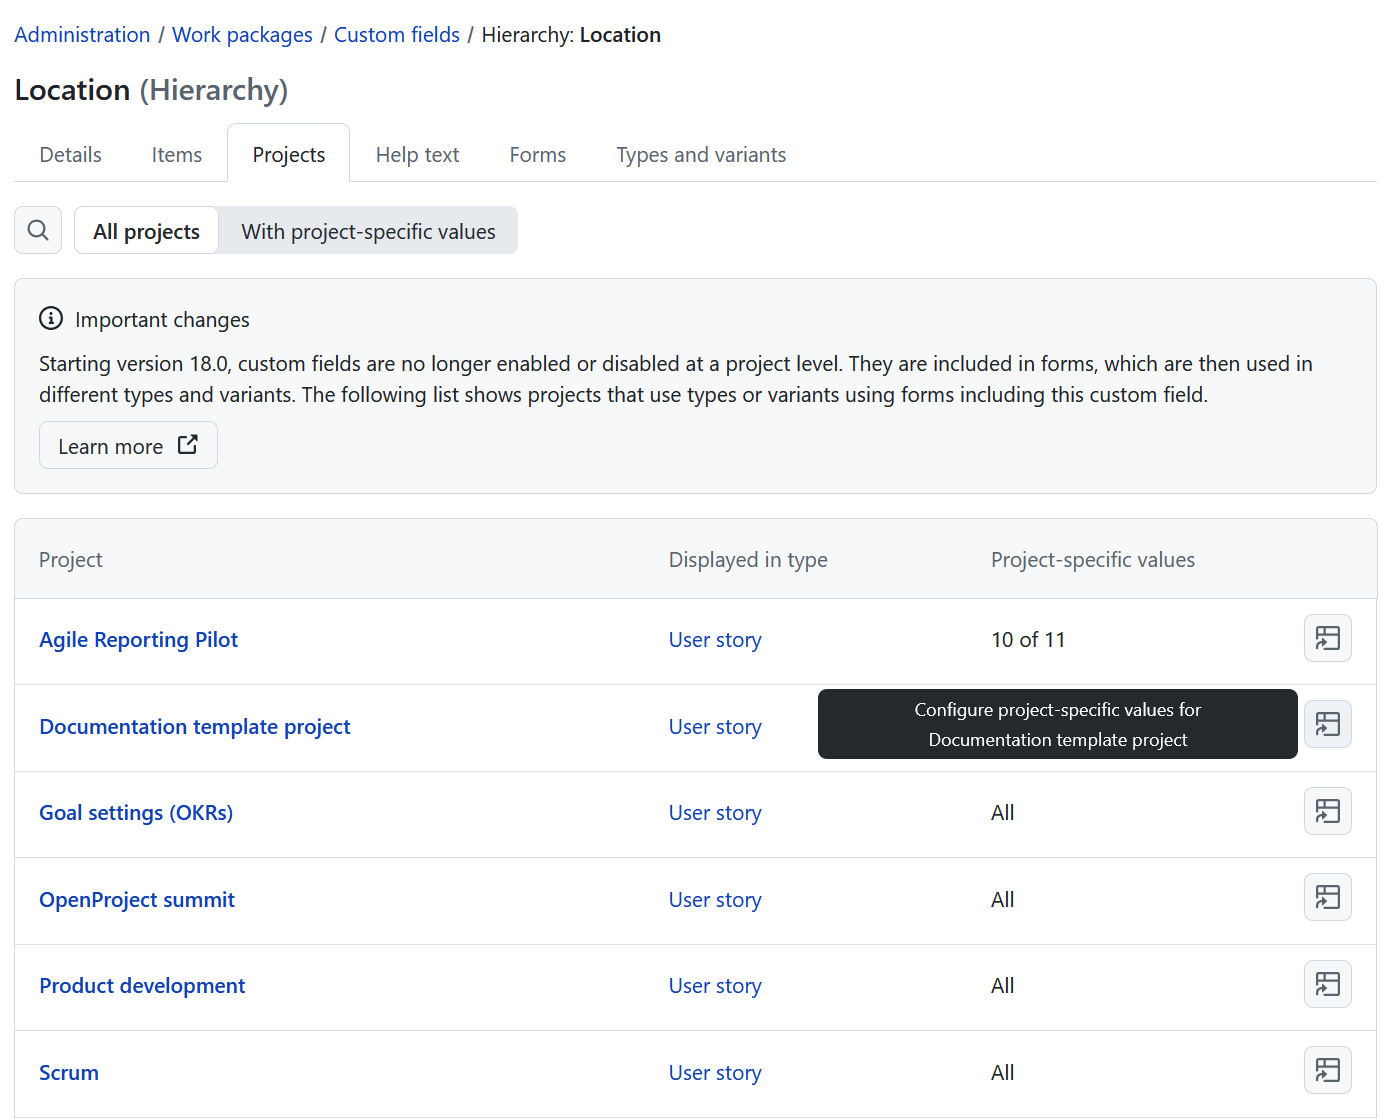 Administration / Work packages / Custom fields / Hierarchy: Location
Location (Hierarchy)
Details Items Projects Help text Forms Types and variants
All projects With project-specific values
Important changes
Starting version 18.0, custom fields are no longer enabled or disabled at a project level. They are included in forms, which are then used in
different types and variants. The following list shows projects that use types or variants using forms including this custom field.
Learn more
Project Displayed in type Project-specific values
Agile Reporting Pilot User story 10 of 11
Documentation template project User story
Configure project-specific values for
Documentation template project
Goal settings (OKRs) User story All
OpenProject summit User story All
Product development User story All
Scrum User story All